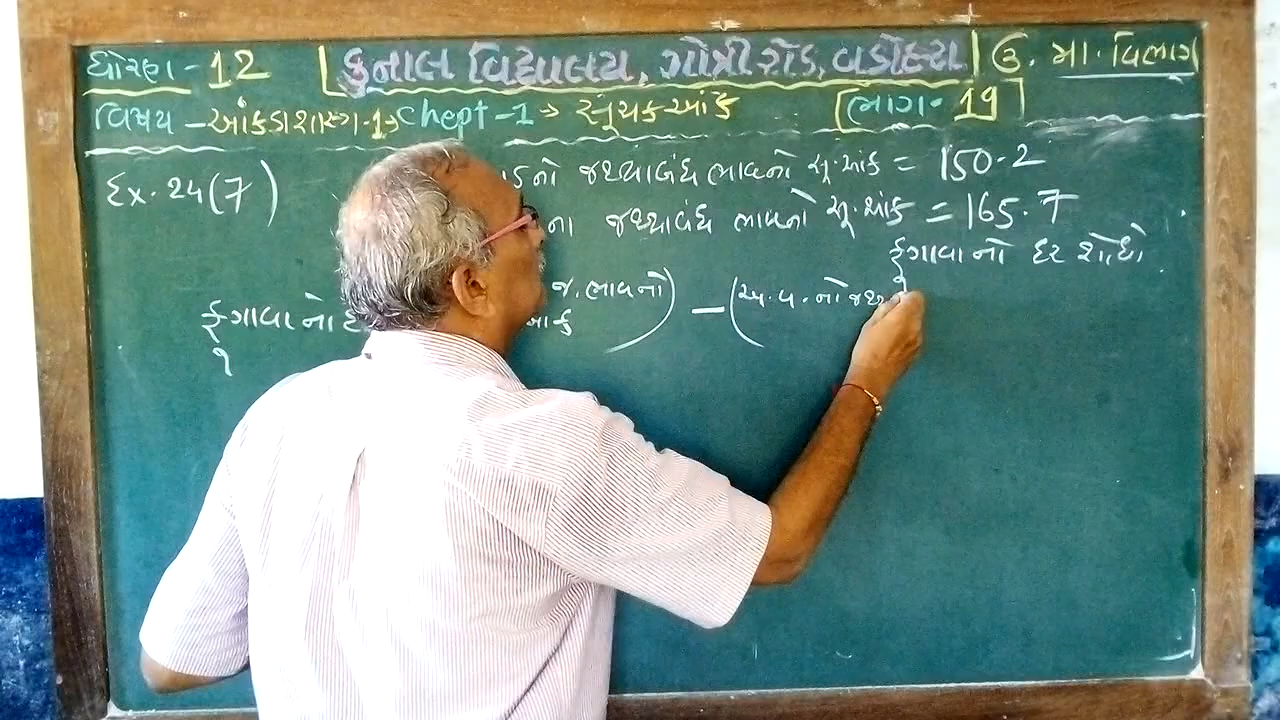 ધોરણ - 12 કુનાલ વિદ્યાલય, ગોત્રી રોડ, વડોદરા ઉ. મા. વિભાગ
વિષય - આંકડાશાસ્ત્ર-1 → Chept-1 → સૂચક આંક ભાગ - 19
Ex. 24(7) નો જથ્થાબંધ ભાવનો સૂ. આંક = 150.2
ના જથ્થાબંધ ભાવનો સૂ. આંક = 165.7
ફુગાવાનો દર શોધો.
ફુગાવાનો જ. ભાવનો ) - ( અ. વ. નો જથ્થ